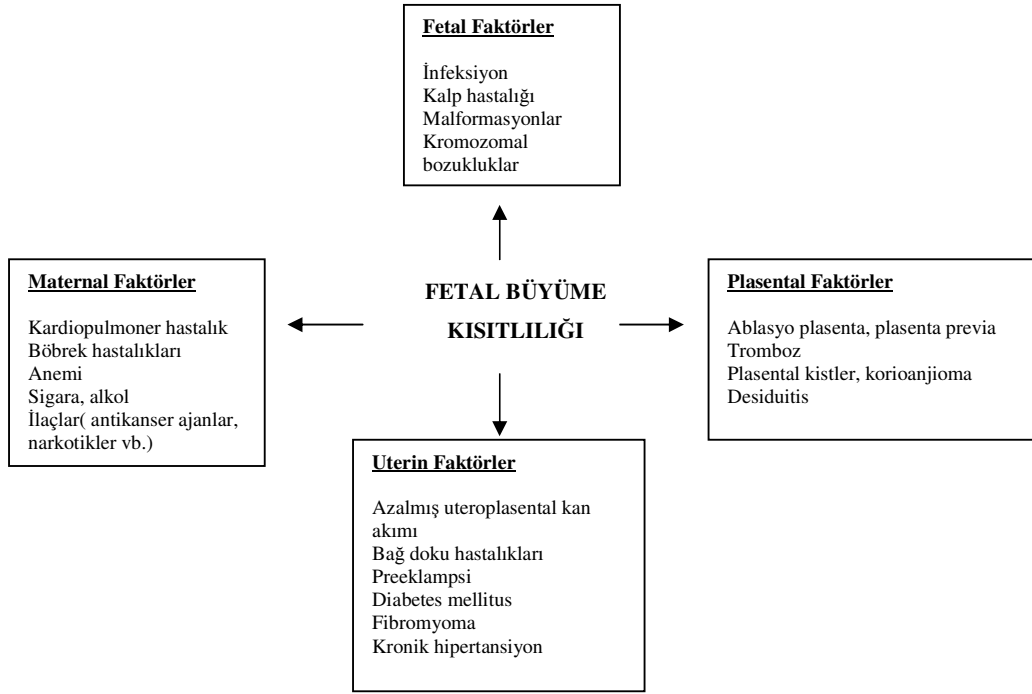 Fetal Faktörler
İnfeksiyon
Kalp hastalığı
Malformasyonlar
Kromozomal
bozukluklar
Maternal Faktörler
Kardiopulmoner hastalık
Böbrek hastalıkları
Anemi
Sigara, alkol
İlaçlar( antikanser ajanlar,
narkotikler vb.)
FETAL BÜYÜME
KISITLILIĞI
Plasental Faktörler
Ablasyo plasenta, plasenta previa
Tromboz
Plasental kistler, korioanjioma
Desiduitis
Uterin Faktörler
Azalmış uteroplasental kan
akımı
Bağ doku hastalıkları
Preeklampsi
Diabetes mellitus
Fibromyoma
Kronik hipertansiyon